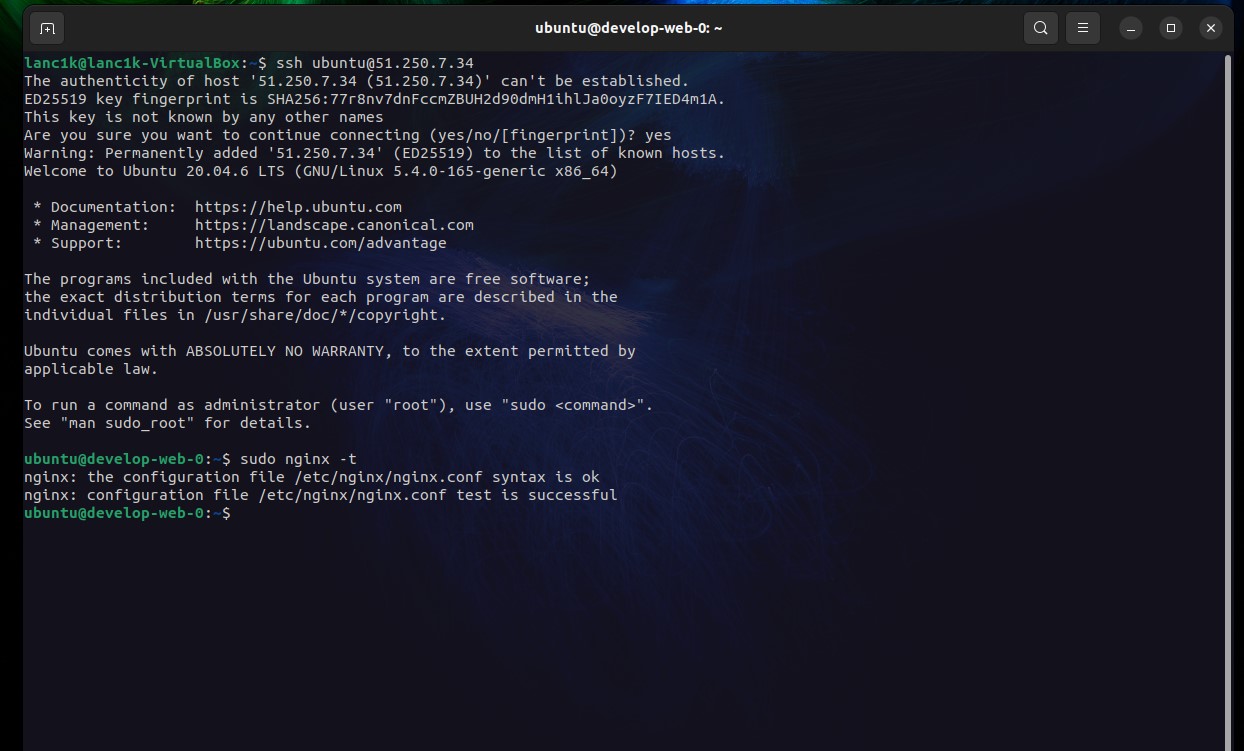 ubuntu@develop-web-0: ~
lanc1k@lanc1k-VirtualBox:~$ ssh ubuntu@51.250.7.34
The authenticity of host '51.250.7.34 (51.250.7.34)' can't be established.
ED25519 key fingerprint is SHA256:77r8nv7dnFccmZBUH2d90dmH1ihlJa0oyzF7IED4m1A.
This key is not known by any other names
Are you sure you want to continue connecting (yes/no/[fingerprint])? yes
Warning: Permanently added '51.250.7.34' (ED25519) to the list of known hosts.
Welcome to Ubuntu 20.04.6 LTS (GNU/Linux 5.4.0-165-generic x86_64)
* Documentation:  https://help.ubuntu.com
* Management:     https://landscape.canonical.com
* Support:        https://ubuntu.com/advantage
The programs included with the Ubuntu system are free software;
the exact distribution terms for each program are described in the
individual files in /usr/share/doc/*/copyright.
Ubuntu comes with ABSOLUTELY NO WARRANTY, to the extent permitted by
applicable law.
To run a command as administrator (user "root"), use "sudo <command>".
See "man sudo_root" for details.
ubuntu@develop-web-0:~$ sudo nginx -t
nginx: the configuration file /etc/nginx/nginx.conf syntax is ok
nginx: configuration file /etc/nginx/nginx.conf test is successful
ubuntu@develop-web-0:~$